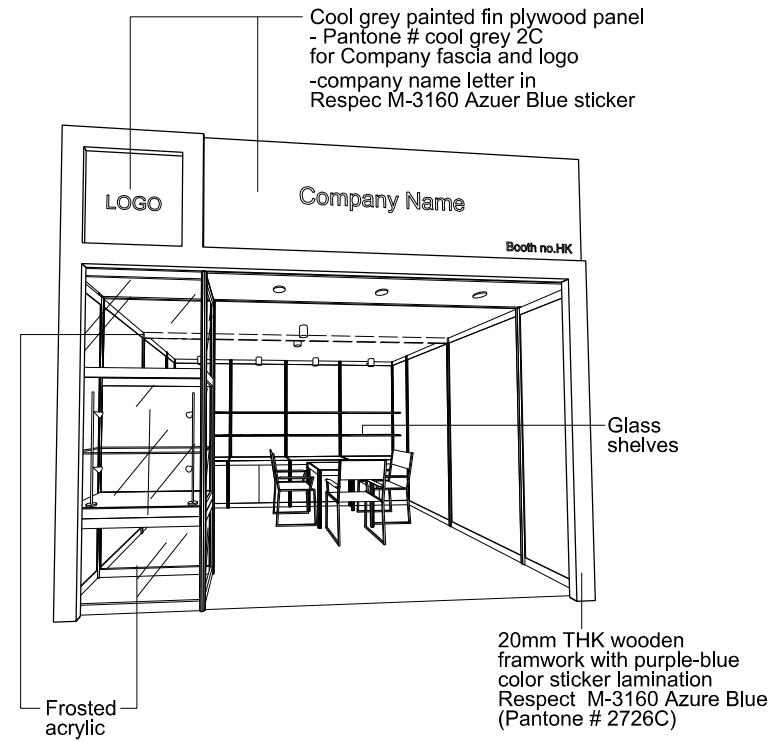 Cool grey painted fin plywood panel
- Pantone # cool grey 2C
for Company fascia and logo
-company name letter in
Respec M-3160 Azuer Blue sticker
LOGO
Company Name
Booth no.HK
Glass
shelves
20mm THK wooden
framwork with purple-blue
color sticker lamination
Respect M-3160 Azure Blue
(Pantone # 2726C)
Frosted
acrylic